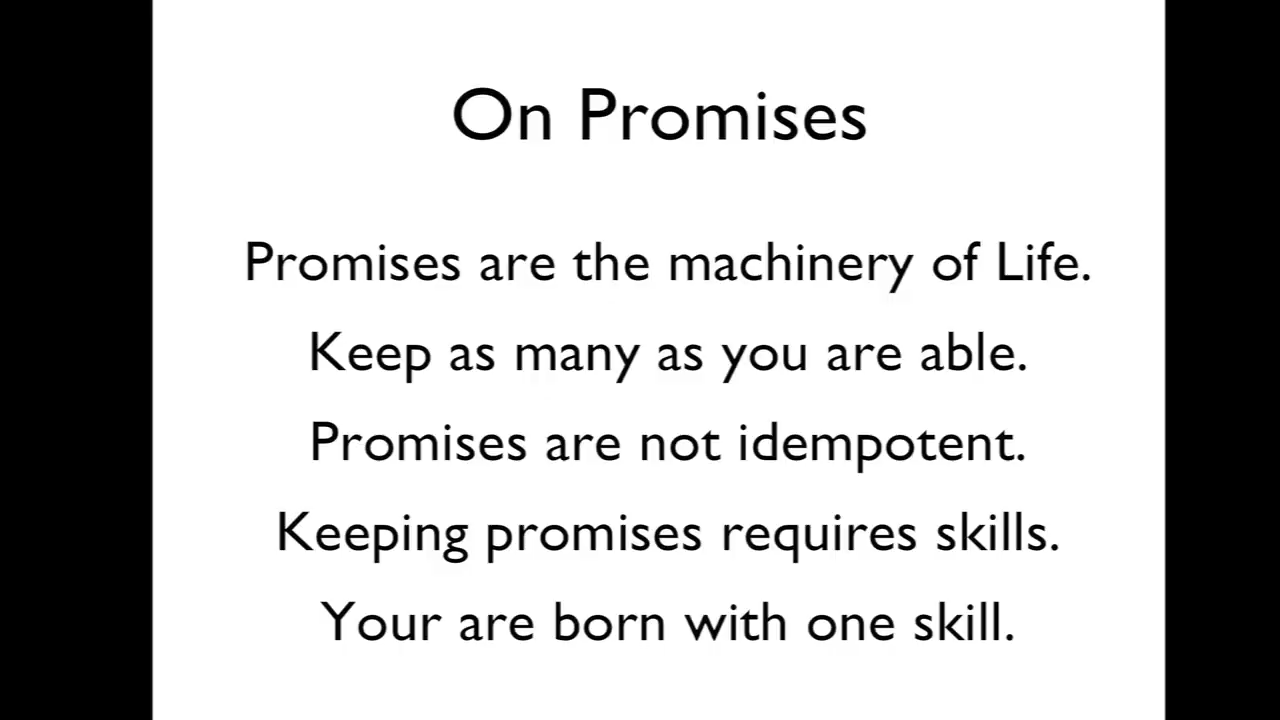 On Promises
Promises are the machinery of Life.
Keep as many as you are able.
Promises are not idempotent.
Keeping promises requires skills.
Your are born with one skill.